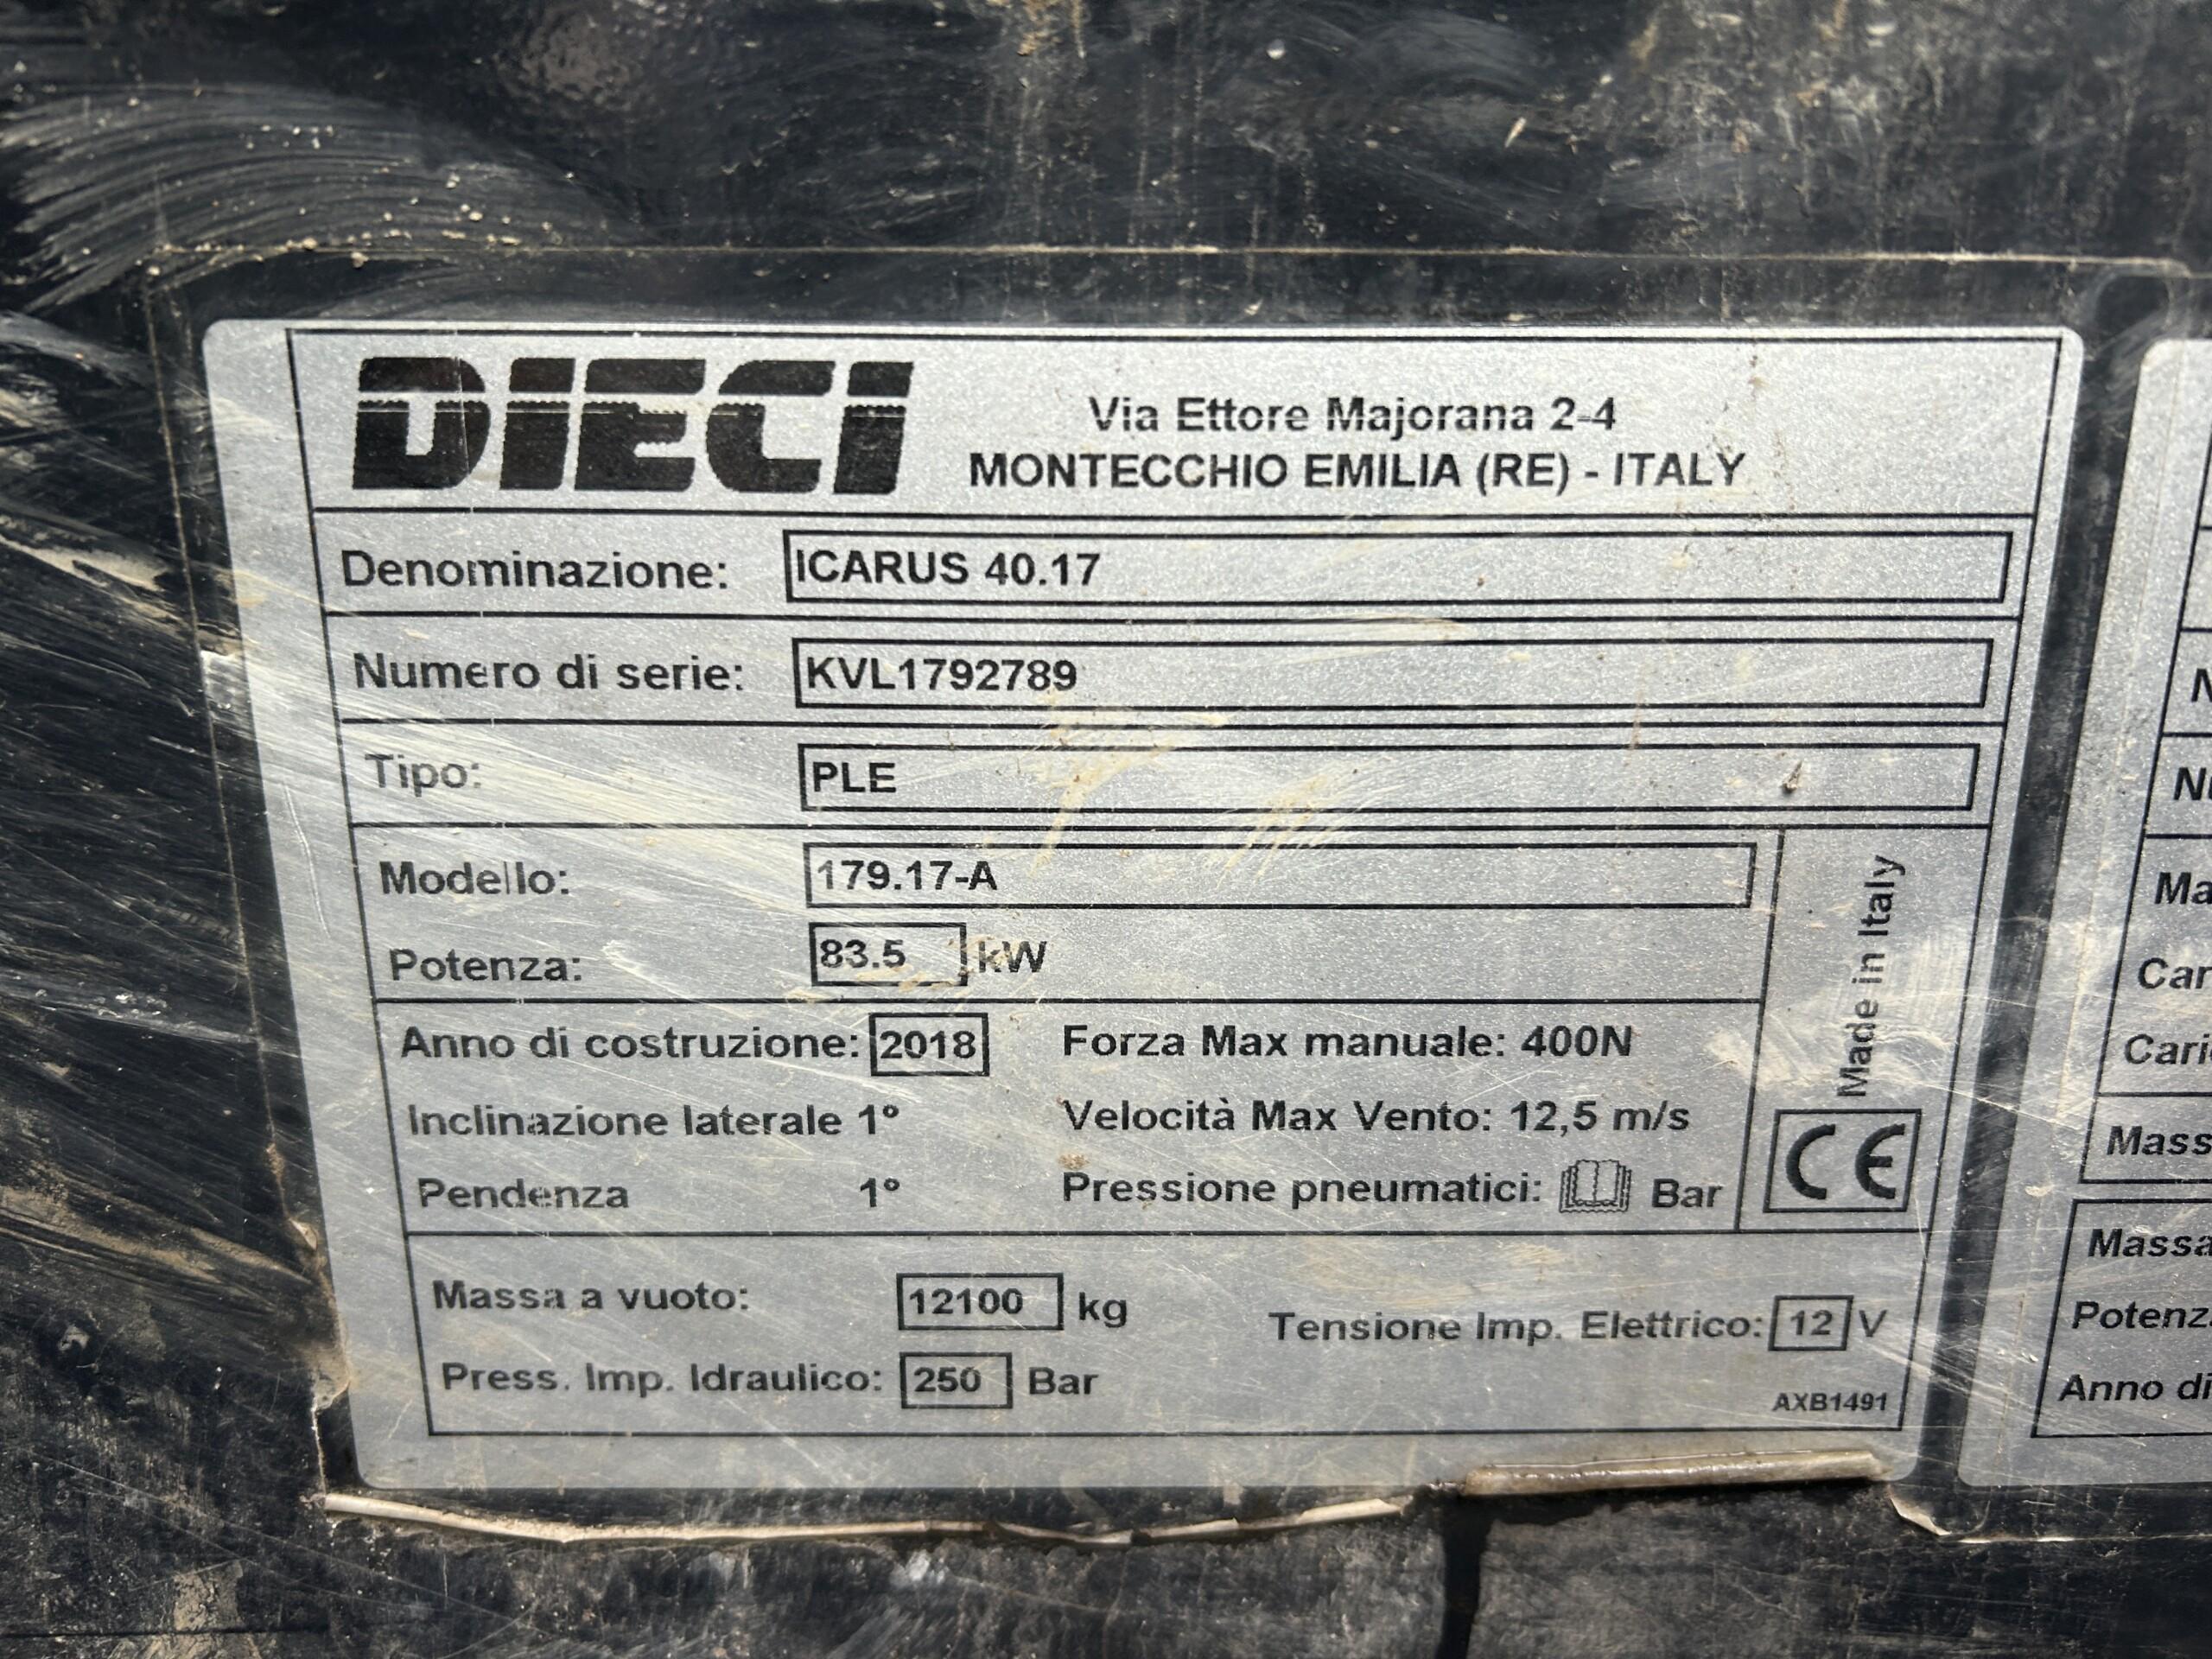 DIECI
Via Ettore Majorana 2-4
MONTECCHIO EMILIA (RE) - ITALY
Denominazione: ICARUS 40.17
Numero di serie: KVL1792789
Tipo: PLE
Modello: 179.17-A
Potenza: 83.5 kW
Made in Italy
Anno di costruzione: 2018 Forza Max manuale: 400N
Inclinazione laterale 1° Velocità Max Vento: 12,5 m/s
Pendenza 1° Pressione pneumatici: Bar
CE
Massa a vuoto: 12100 kg
Tensione Imp. Elettrico: 12 V
Press. Imp. Idraulico: 250 Bar
AXB1491
Massa
Anno di